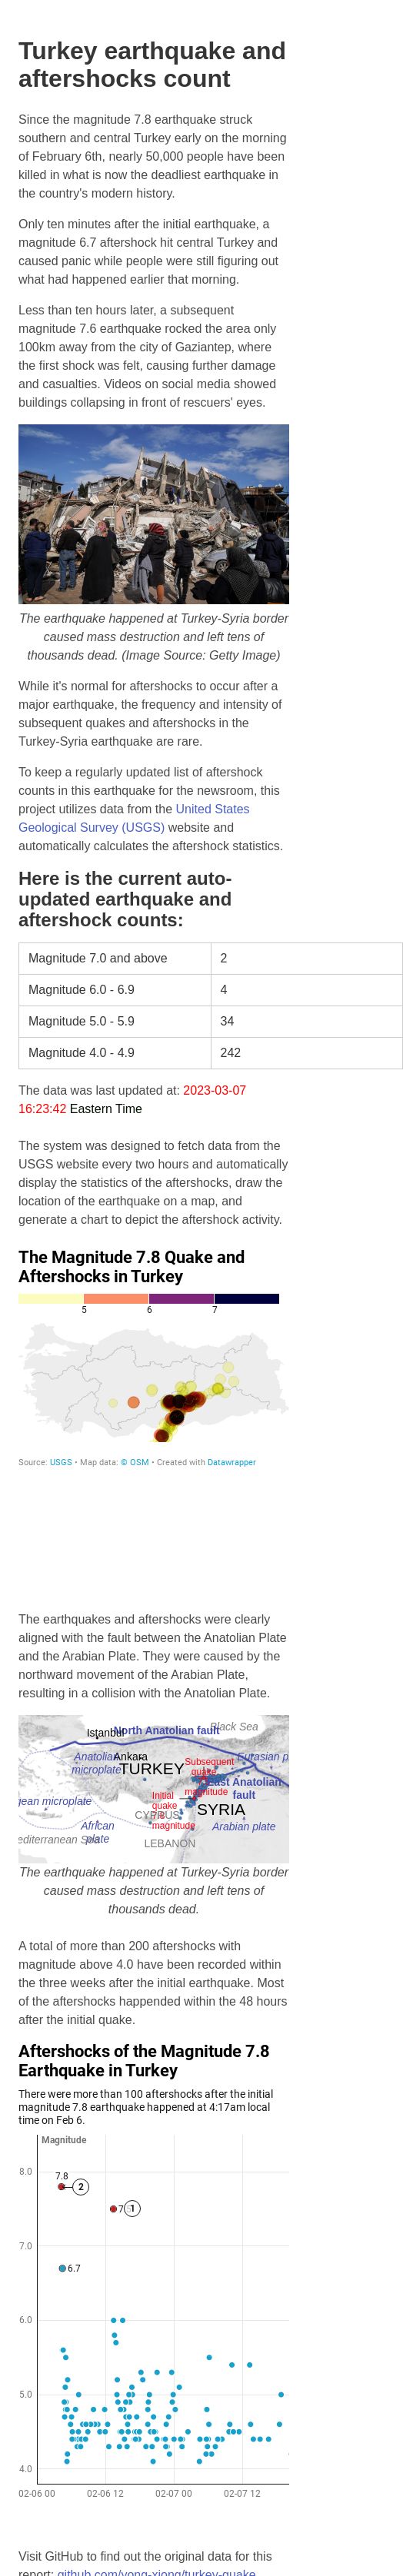 Turkey earthquake and
aftershocks count
Since the magnitude 7.8 earthquake struck
southern and central Turkey early on the morning
of February 6th, nearly 50,000 people have been
killed in what is now the deadliest earthquake in
the country's modern history.
Only ten minutes after the initial earthquake, a
magnitude 6.7 aftershock hit central Turkey and
caused panic while people were still figuring out
what had happened earlier that morning.
Less than ten hours later, a subsequent
magnitude 7.6 earthquake rocked the area only
100km away from the city of Gaziantep, where
the first shock was felt, causing further damage
and casualties. Videos on social media showed
buildings collapsing in front of rescuers' eyes.
The earthquake happened at Turkey-Syria border
caused mass destruction and left tens of
thousands dead. (Image Source: Getty Image)
While it's normal for aftershocks to occur after a
major earthquake, the frequency and intensity of
subsequent quakes and aftershocks in the
Turkey-Syria earthquake are rare.
To keep a regularly updated list of aftershock
counts in this earthquake for the newsroom, this
project utilizes data from the United States
Geological Survey (USGS) website and
automatically calculates the aftershock statistics.
Here is the current auto-
updated earthquake and
aftershock counts:
Magnitude 7.0 and above 2
Magnitude 6.0 - 6.9 4
Magnitude 5.0 - 5.9 34
Magnitude 4.0 - 4.9 242
The data was last updated at: 2023-03-07
16:23:42 Eastern Time
The system was designed to fetch data from the
USGS website every two hours and automatically
display the statistics of the aftershocks, draw the
location of the earthquake on a map, and
generate a chart to depict the aftershock activity.
The Magnitude 7.8 Quake and
Aftershocks in Turkey
5 6 7
Source: USGS • Map data: © OSM • Created with Datawrapper
The earthquakes and aftershocks were clearly
aligned with the fault between the Anatolian Plate
and the Arabian Plate. They were caused by the
northward movement of the Arabian Plate,
resulting in a collision with the Anatolian Plate.
Black Sea
Istanbul North Anatolian fault
Anatolian Ankara Eurasian p
microplate TURKEY Subsequent
quake
magnitude
East Anatolian
fault
Initial
quake
7.8
magnitude
gean microplate
CYPRUS SYRIA
African
plate
Arabian plate
editerranean Sea
LEBANON
The earthquake happened at Turkey-Syria border
caused mass destruction and left tens of
thousands dead.
A total of more than 200 aftershocks with
magnitude above 4.0 have been recorded within
the three weeks after the initial earthquake. Most
of the aftershocks happened within the 48 hours
after the initial quake.
Aftershocks of the Magnitude 7.8
Earthquake in Turkey
There were more than 100 aftershocks after the initial
magnitude 7.8 earthquake happened at 4:17am local
time on Feb 6.
Magnitude
8.0
7.8
2
7
1
7.0
6.7
6.0
5.0
4.0
02-06 00 02-06 12 02-07 00 02-07 12
Visit GitHub to find out the original data for this
report: github.com/yong-xiong/turkey-quake